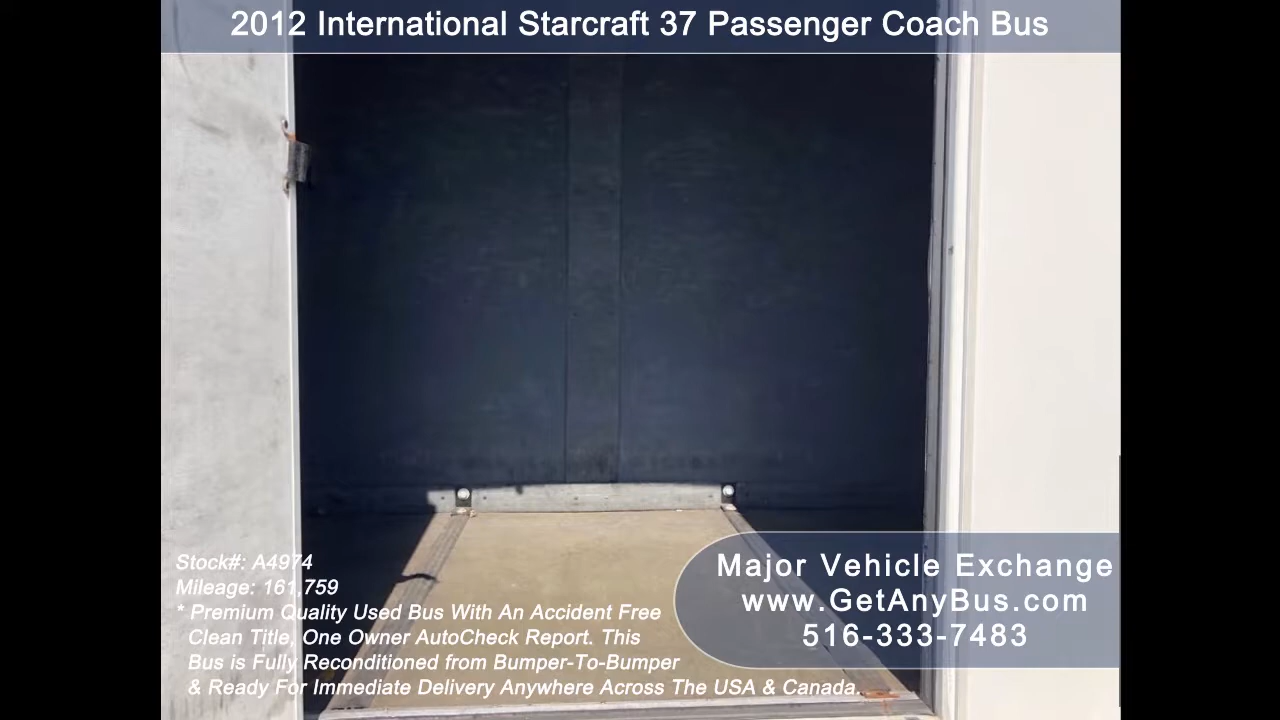 2012 International Starcraft 37 Passenger Coach Bus
Stock#: A4974
Mileage: 161,759
* Premium Quality Used Bus With An Accident Free
Clean Title, One Owner AutoCheck Report. This
Bus is Fully Reconditioned from Bumper-To-Bumper
& Ready For Immediate Delivery Anywhere Across The USA & Canada.
Major Vehicle Exchange
www.GetAnyBus.com
516-333-7483